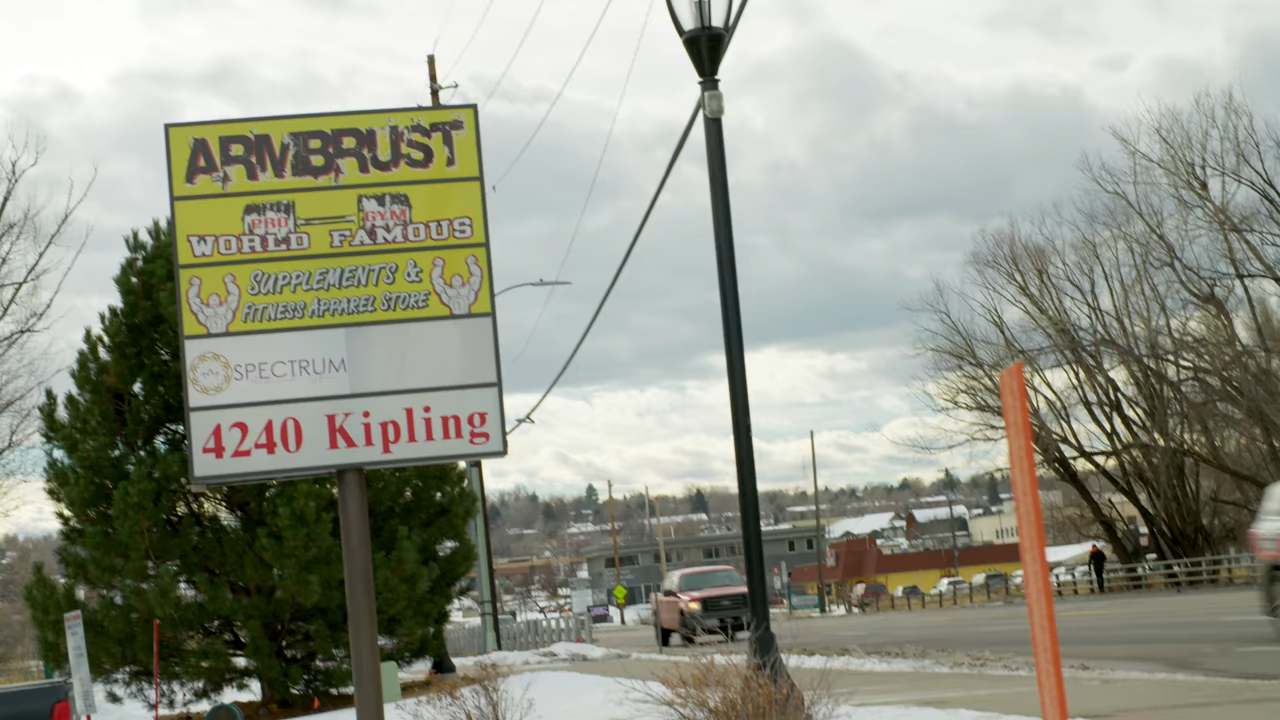 ARMBRUST
PRO GYM
WORLD FAMOUS
SUPPLEMENTS &
FITNESS APPAREL STORE
SPECTRUM
4240 Kipling